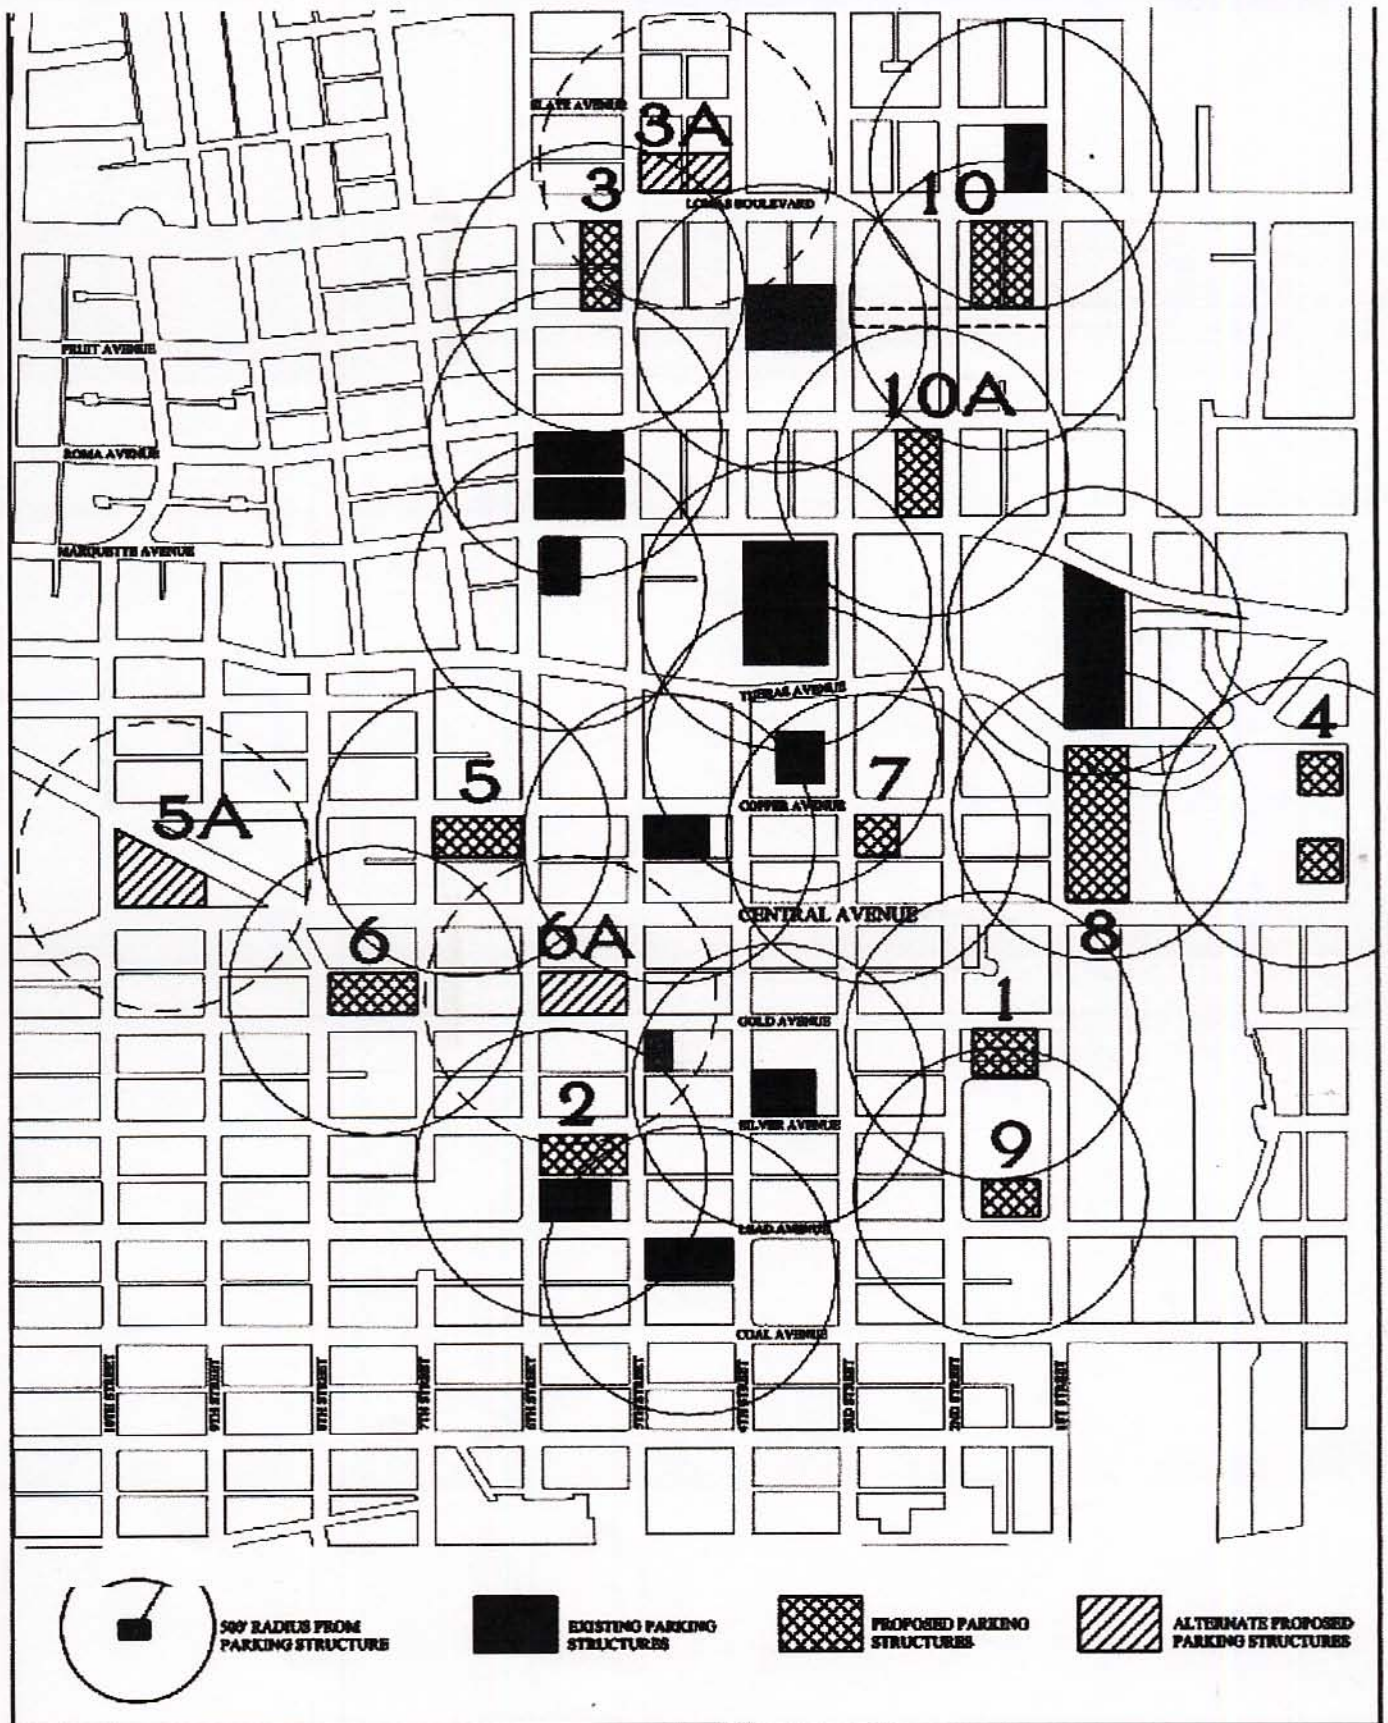 SLATE AVENUE
3A
3
10
LOMAS BOULEVARD
FRUIT AVENUE
10A
ROMA AVENUE
MARQUETTE AVENUE
TIJERAS AVENUE
4
5
7
COPPER AVENUE
5A
CENTRAL AVENUE
6
6A
8
1
GOLD AVENUE
2
SILVER AVENUE
9
LEAD AVENUE
COAL AVENUE
10TH STREET
9TH STREET
8TH STREET
7TH STREET
6TH STREET
5TH STREET
4TH STREET
3RD STREET
2ND STREET
1ST STREET
500' RADIUS FROM
PARKING STRUCTURE
EXISTING PARKING
STRUCTURES
PROPOSED PARKING
STRUCTURES
ALTERNATE PROPOSED
PARKING STRUCTURES